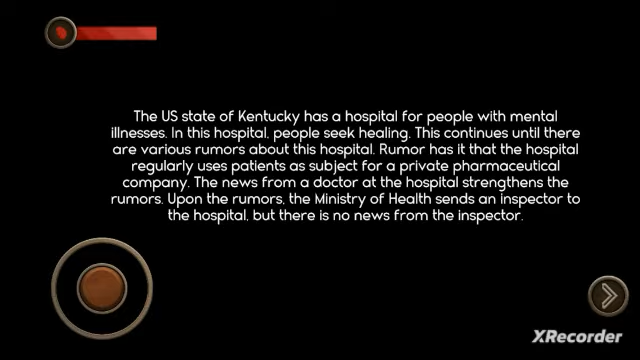 The US state of Kentucky has a hospital for people with mental
illnesses. In this hospital, people seek healing. This continues until there
are various rumors about this hospital. Rumor has it that the hospital
regularly uses patients as subject for a private pharmaceutical
company. The news from a doctor at the hospital strengthens the
rumors. Upon the rumors, the Ministry of Health sends an inspector to
the hospital, but there is no news from the inspector.
XRecorder